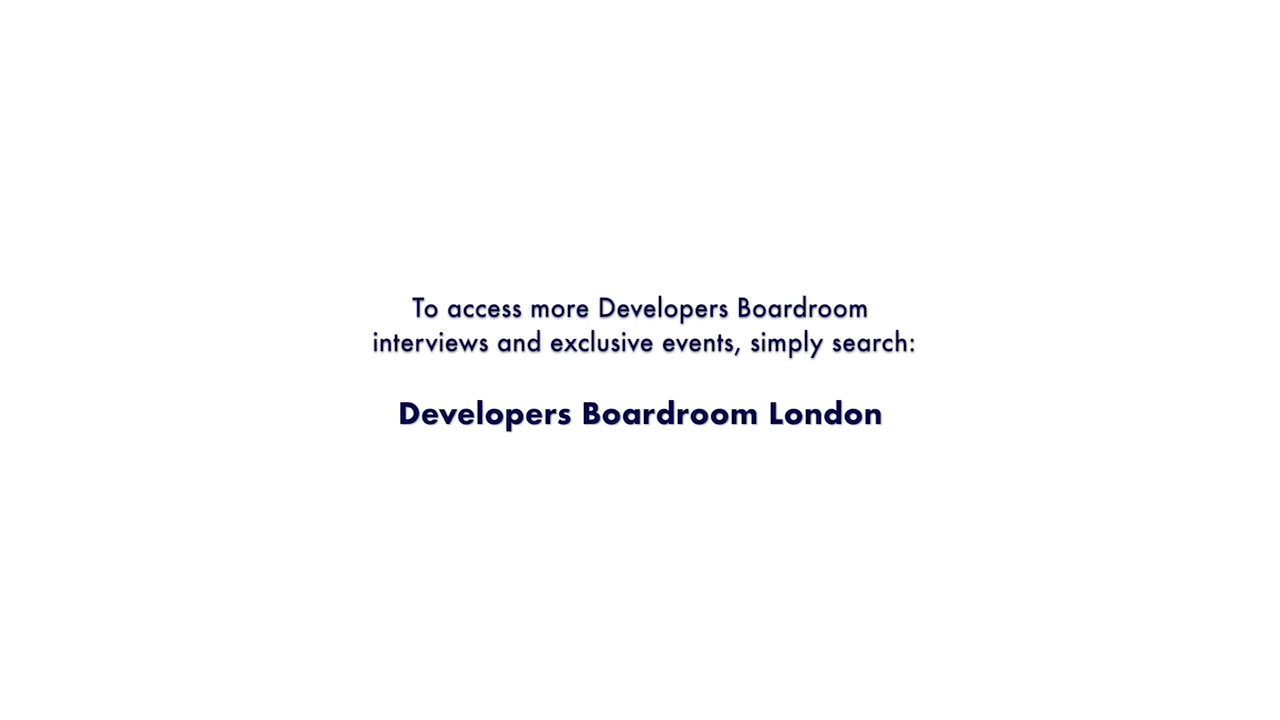 To access more Developers Boardroom
interviews and exclusive events, simply search:
Developers Boardroom London